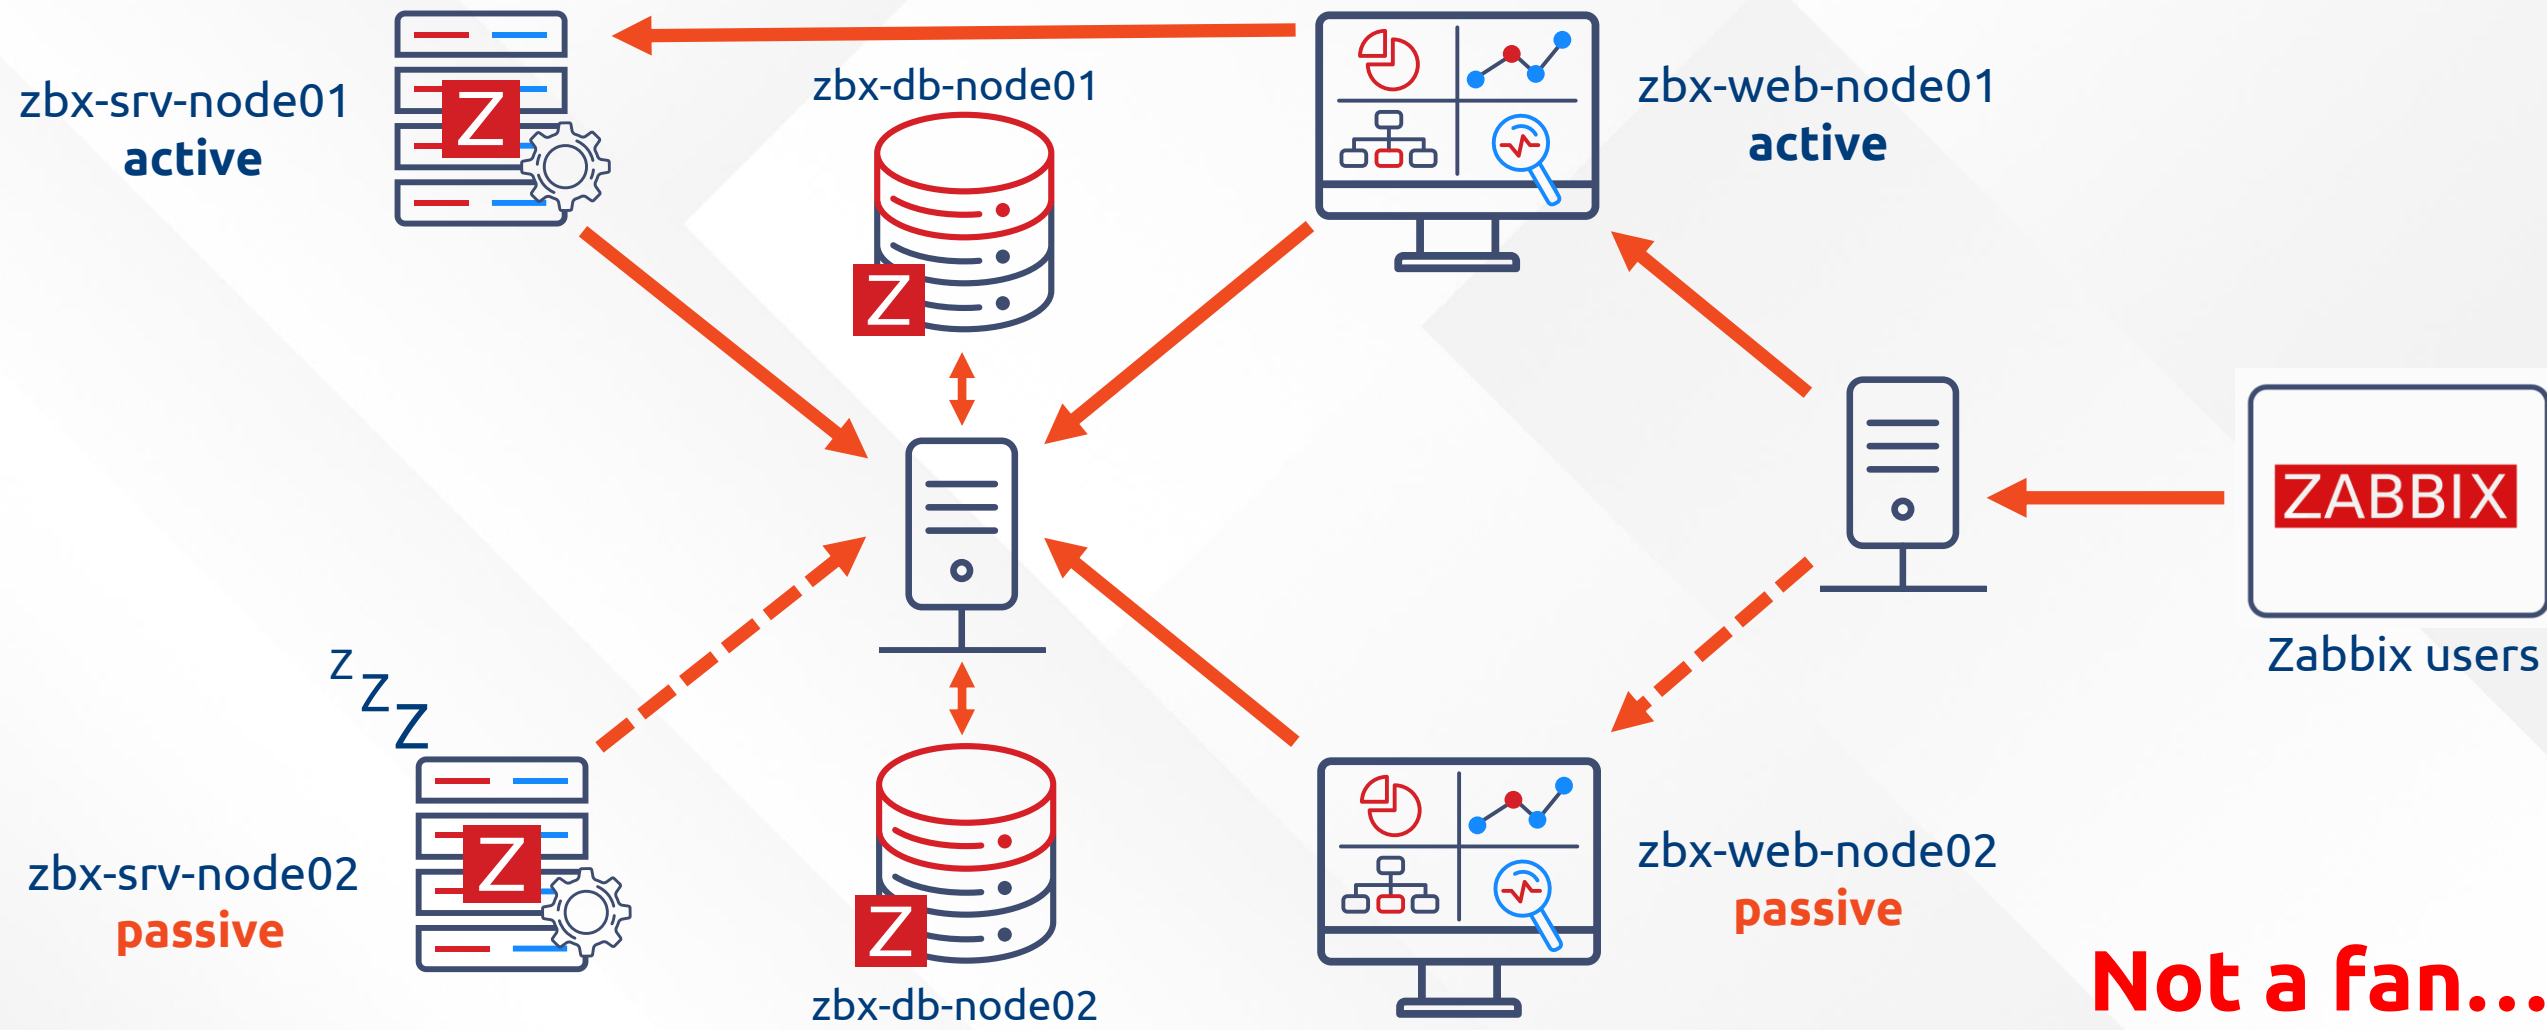 zbx-srv-node01
active
Z
zbx-db-node01
Z
zbx-web-node01
active
ZABBIX
Zabbix users
z
z
z
Z
zbx-srv-node02
passive
Z
zbx-db-node02
zbx-web-node02
passive
Not a fan...